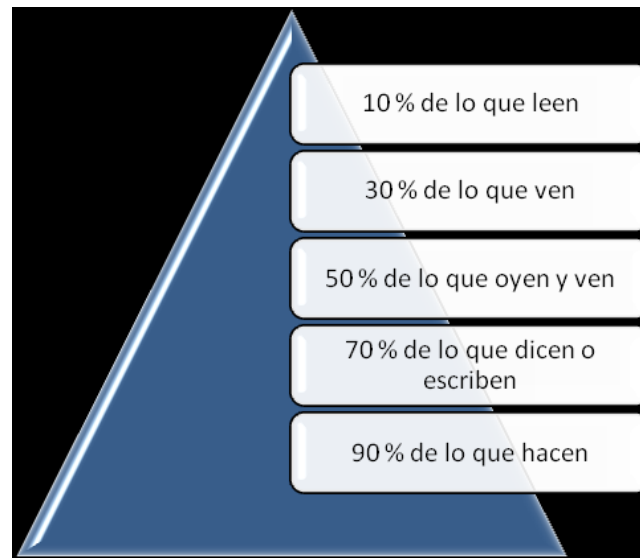 10 % de lo que leen
30 % de lo que ven
50 % de lo que oyen y ven
70 % de lo que dicen o
escriben
90 % de lo que hacen